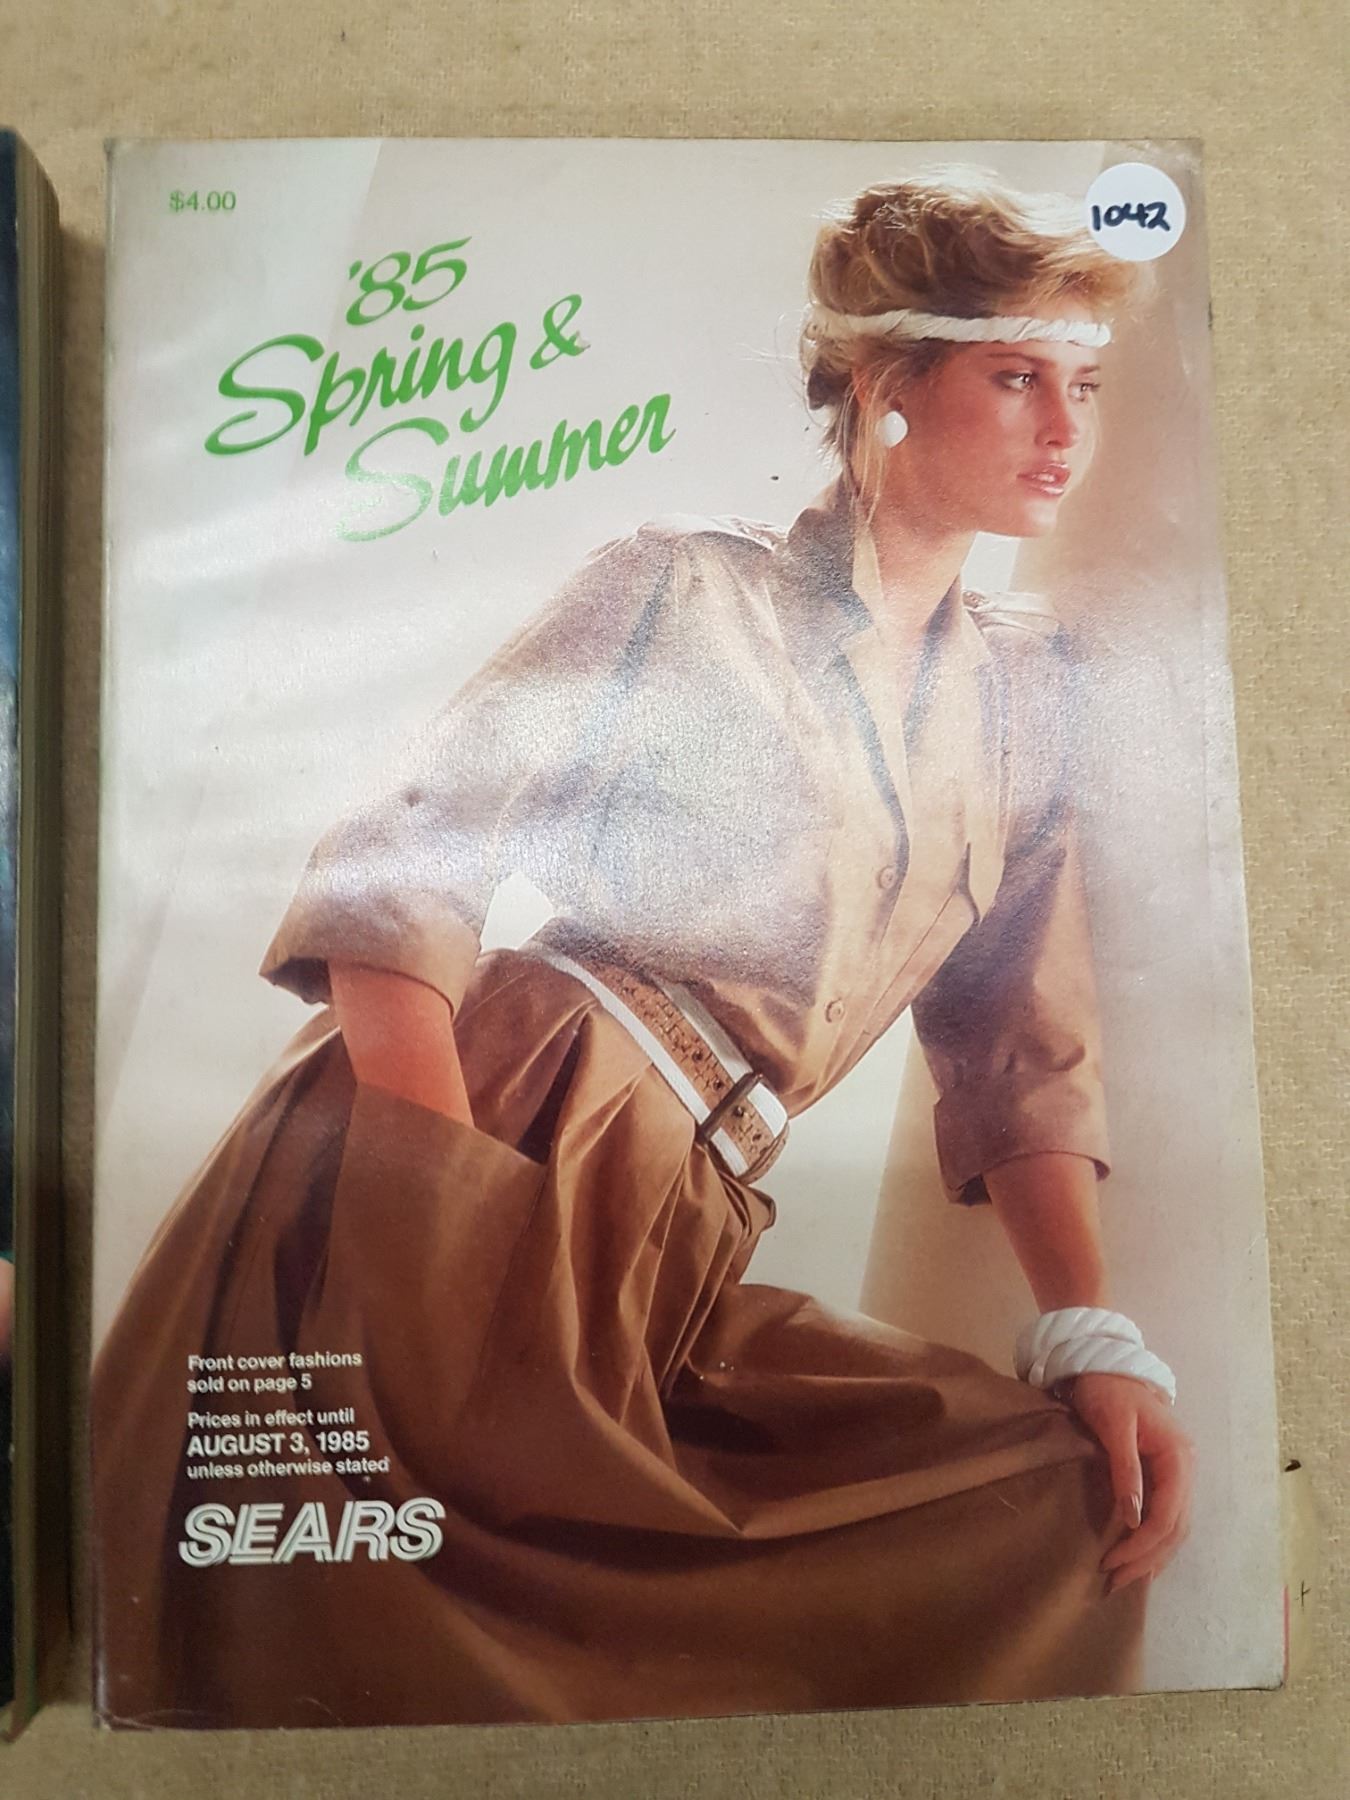 $4.00
1042
'85
Spring &
Summer
Front cover fashions
sold on page 5
Prices in effect until
AUGUST 3, 1985
unless otherwise stated
SEARS